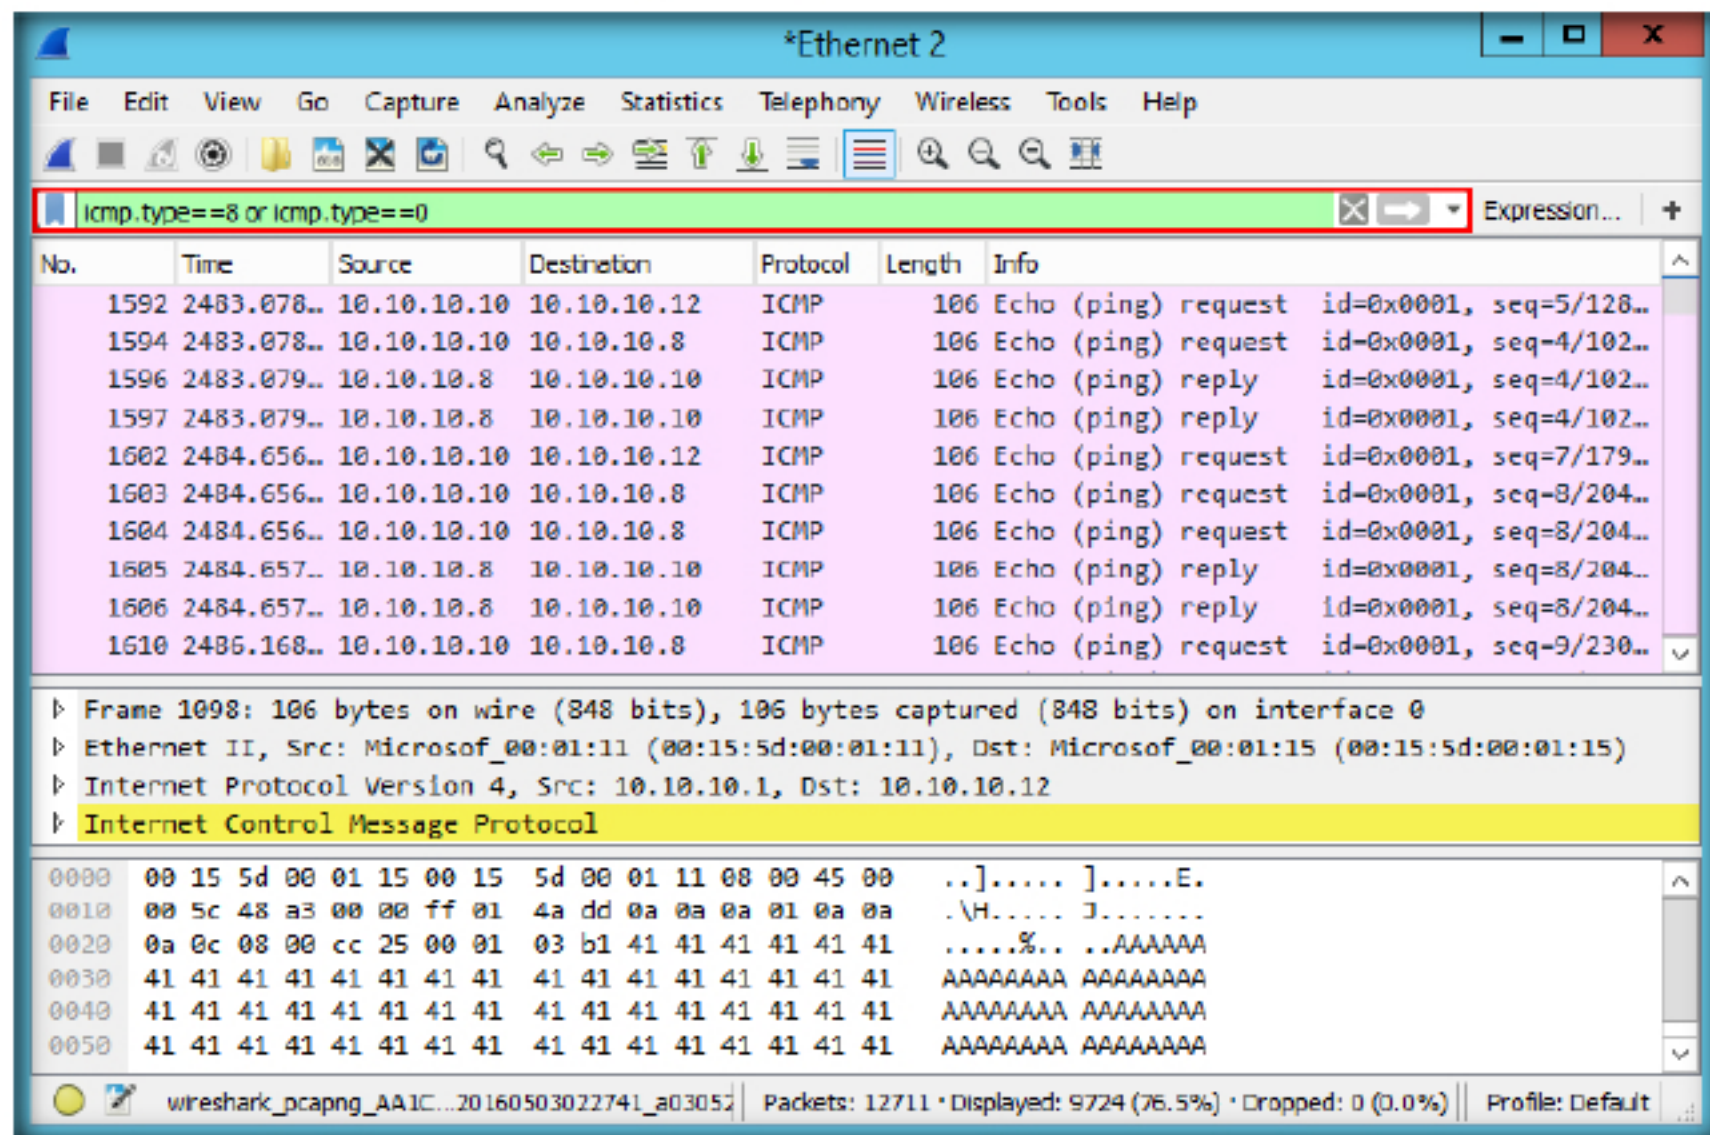 *Ethernet 2
File Edit View Go Capture Analyze Statistics Telephony Wireless Tools Help
icmp.type==8 or icmp.type==0 Expression... +
No. Time Source Destination Protocol Length Info
1592 2483.078… 10.10.10.10 10.10.10.12 ICMP 106 Echo (ping) request id=0x0001, seq=5/128…
1594 2483.078… 10.10.10.10 10.10.10.8 ICMP 106 Echo (ping) request id=0x0001, seq=4/102…
1596 2483.079… 10.10.10.8 10.10.10.10 ICMP 106 Echo (ping) reply id=0x0001, seq=4/102…
1597 2483.079… 10.10.10.8 10.10.10.10 ICMP 106 Echo (ping) reply id=0x0001, seq=4/102…
1602 2484.656… 10.10.10.10 10.10.10.12 ICMP 106 Echo (ping) request id=0x0001, seq=7/179…
1603 2484.656… 10.10.10.10 10.10.10.8 ICMP 106 Echo (ping) request id=0x0001, seq=8/204…
1604 2484.656… 10.10.10.10 10.10.10.8 ICMP 106 Echo (ping) request id=0x0001, seq=8/204…
1605 2484.657… 10.10.10.8 10.10.10.10 ICMP 106 Echo (ping) reply id=0x0001, seq=8/204…
1606 2484.657… 10.10.10.8 10.10.10.10 ICMP 106 Echo (ping) reply id=0x0001, seq=8/204…
1610 2486.168… 10.10.10.10 10.10.10.8 ICMP 106 Echo (ping) request id=0x0001, seq=9/230…
Frame 1098: 106 bytes on wire (848 bits), 106 bytes captured (848 bits) on interface 0
Ethernet II, Src: Microsof_00:01:11 (00:15:5d:00:01:11), Dst: Microsof_00:01:15 (00:15:5d:00:01:15)
Internet Protocol Version 4, Src: 10.10.10.1, Dst: 10.10.10.12
Internet Control Message Protocol
0000 00 15 5d 00 01 15 00 15 5d 00 01 11 08 00 45 00 ..]..... ].....E.
0010 00 5c 48 a3 00 00 ff 01 4a dd 0a 0a 0a 01 0a 0a .\H..... J.......
0020 0a 0c 08 00 cc 25 00 01 03 b1 41 41 41 41 41 41 .....%.. ..AAAAAA
0030 41 41 41 41 41 41 41 41 41 41 41 41 41 41 41 41 AAAAAAAA AAAAAAAA
0040 41 41 41 41 41 41 41 41 41 41 41 41 41 41 41 41 AAAAAAAA AAAAAAAA
0050 41 41 41 41 41 41 41 41 41 41 41 41 41 41 41 41 AAAAAAAA AAAAAAAA
wireshark_pcapng_AA1C...20160503022741_a03052 Packets: 12711 · Displayed: 9724 (76.5%) · Dropped: 0 (0.0%) Profile: Default